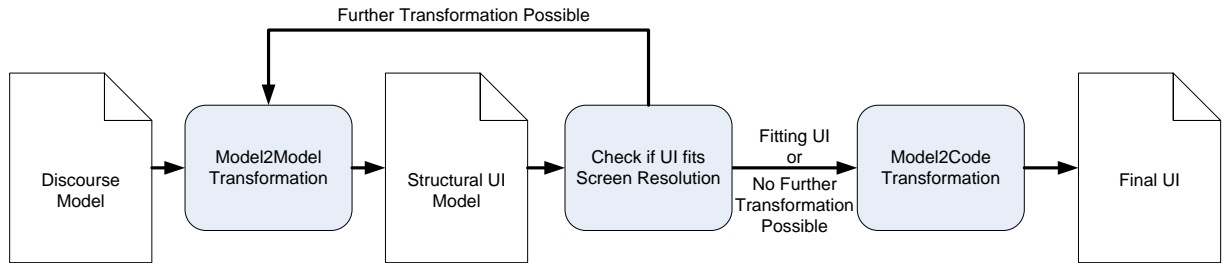 Further Transformation Possible
Discourse
Model
Model2Model
Transformation
Structural UI
Model
Check if UI fits
Screen Resolution
Fitting UI
or
No Further
Transformation
Possible
Model2Code
Transformation
Final UI